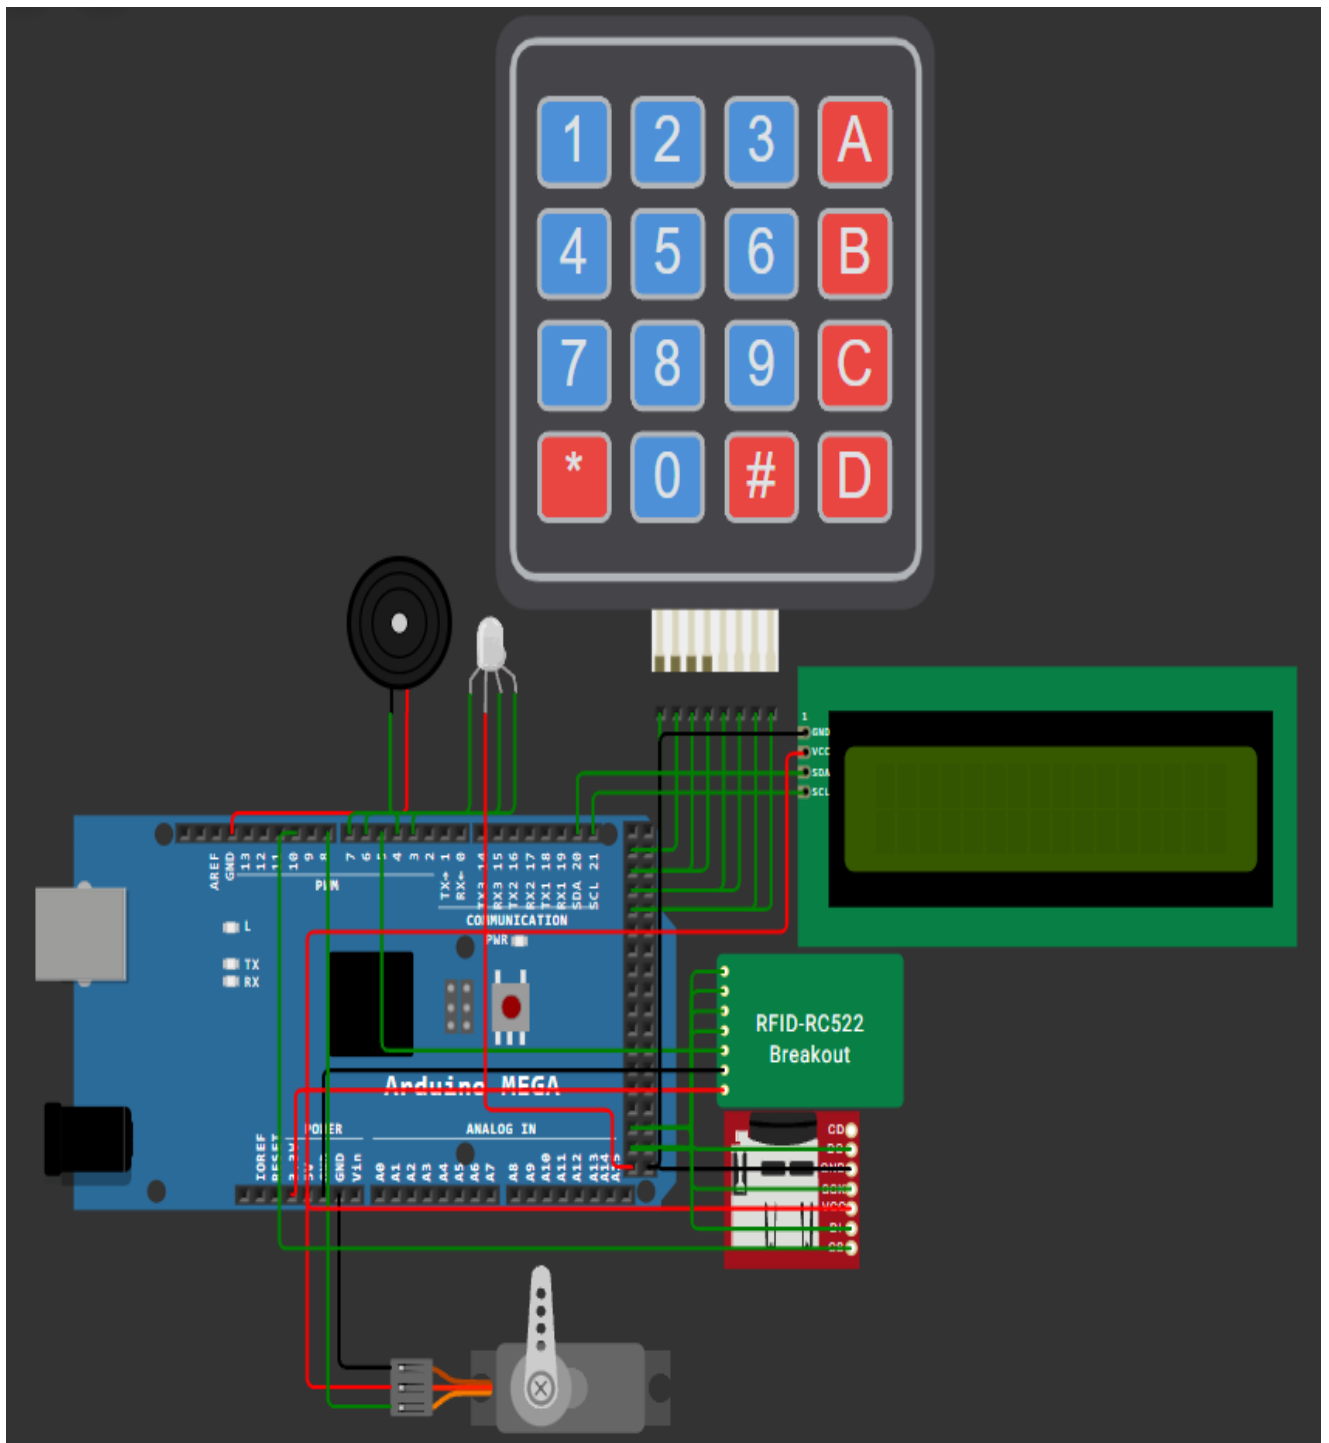 1 2 3 A
4 5 6 B
7 8 9 C
* 0 # D
1
GND
VCC
SDA
SCL
AREF
GND
13
12
11
10
9
8
7
6
5
4
3
2
TX→ 1
RX← 0
TX3 14
RX3 15
TX2 16
RX2 17
TX1 18
RX1 19
SDA 20
SCL 21
PWM
COMMUNICATION
L
PWR
TX
RX
RFID-RC522
Breakout
Arduino MEGA
POWER
ANALOG IN
IOREF
RESET
GND
Vin
A0
A1
A2
A3
A4
A5
A6
A7
A8
A9
A10
A11
A12
A13
A14
CD
VCC